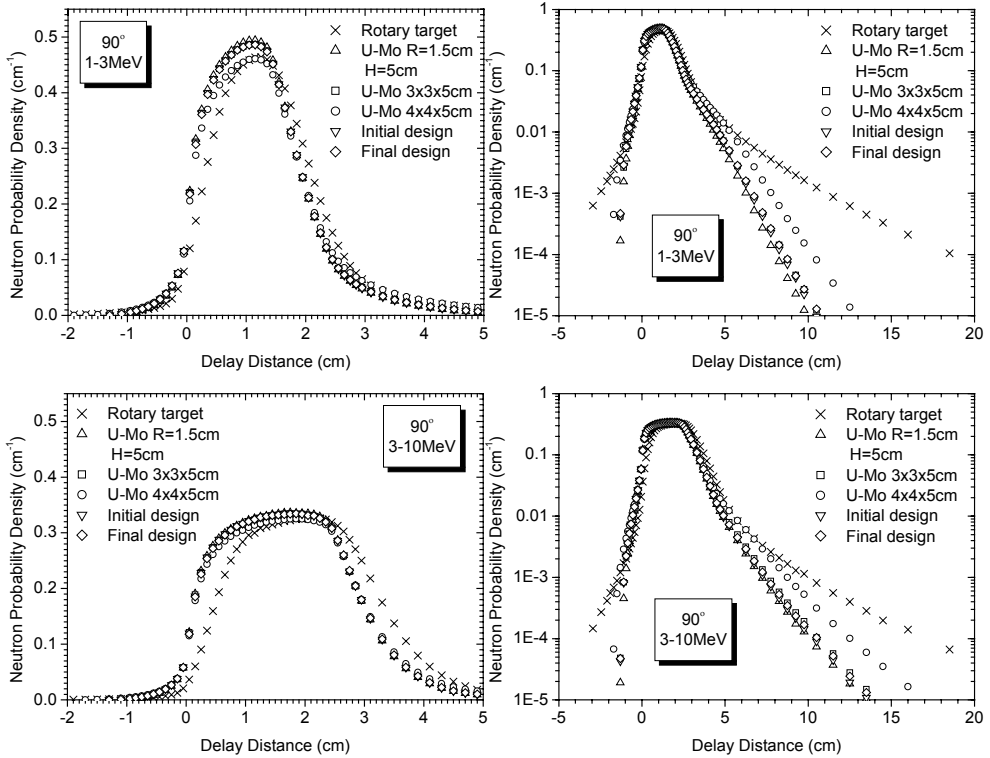 0.5
0.4
0.3
0.2
0.1
0.0
Neutron Probability Density (cm⁻¹)
90°
1-3MeV
Rotary target
U-Mo R=1.5cm
H=5cm
U-Mo 3x3x5cm
U-Mo 4x4x5cm
Initial design
Final design
-2 -1 0 1 2 3 4 5
Delay Distance (cm)
1
0.1
0.01
1E-3
1E-4
1E-5
Neutron Probability Density (cm⁻¹)
Rotary target
U-Mo R=1.5cm
H=5cm
U-Mo 3x3x5cm
U-Mo 4x4x5cm
Initial design
Final design
90°
1-3MeV
-5 0 5 10 15 20
Delay Distance (cm)
0.5
0.4
0.3
0.2
0.1
0.0
Neutron Probability Density (cm⁻¹)
Rotary target
U-Mo R=1.5cm
H=5cm
U-Mo 3x3x5cm
U-Mo 4x4x5cm
Initial design
Final design
90°
3-10MeV
-2 -1 0 1 2 3 4 5
Delay Distance (cm)
1
0.1
0.01
1E-3
1E-4
1E-5
Neutron Probability Density (cm⁻¹)
Rotary target
U-Mo R=1.5cm
H=5cm
U-Mo 3x3x5cm
U-Mo 4x4x5cm
Initial design
Final design
90°
3-10MeV
-5 0 5 10 15 20
Delay Distance (cm)